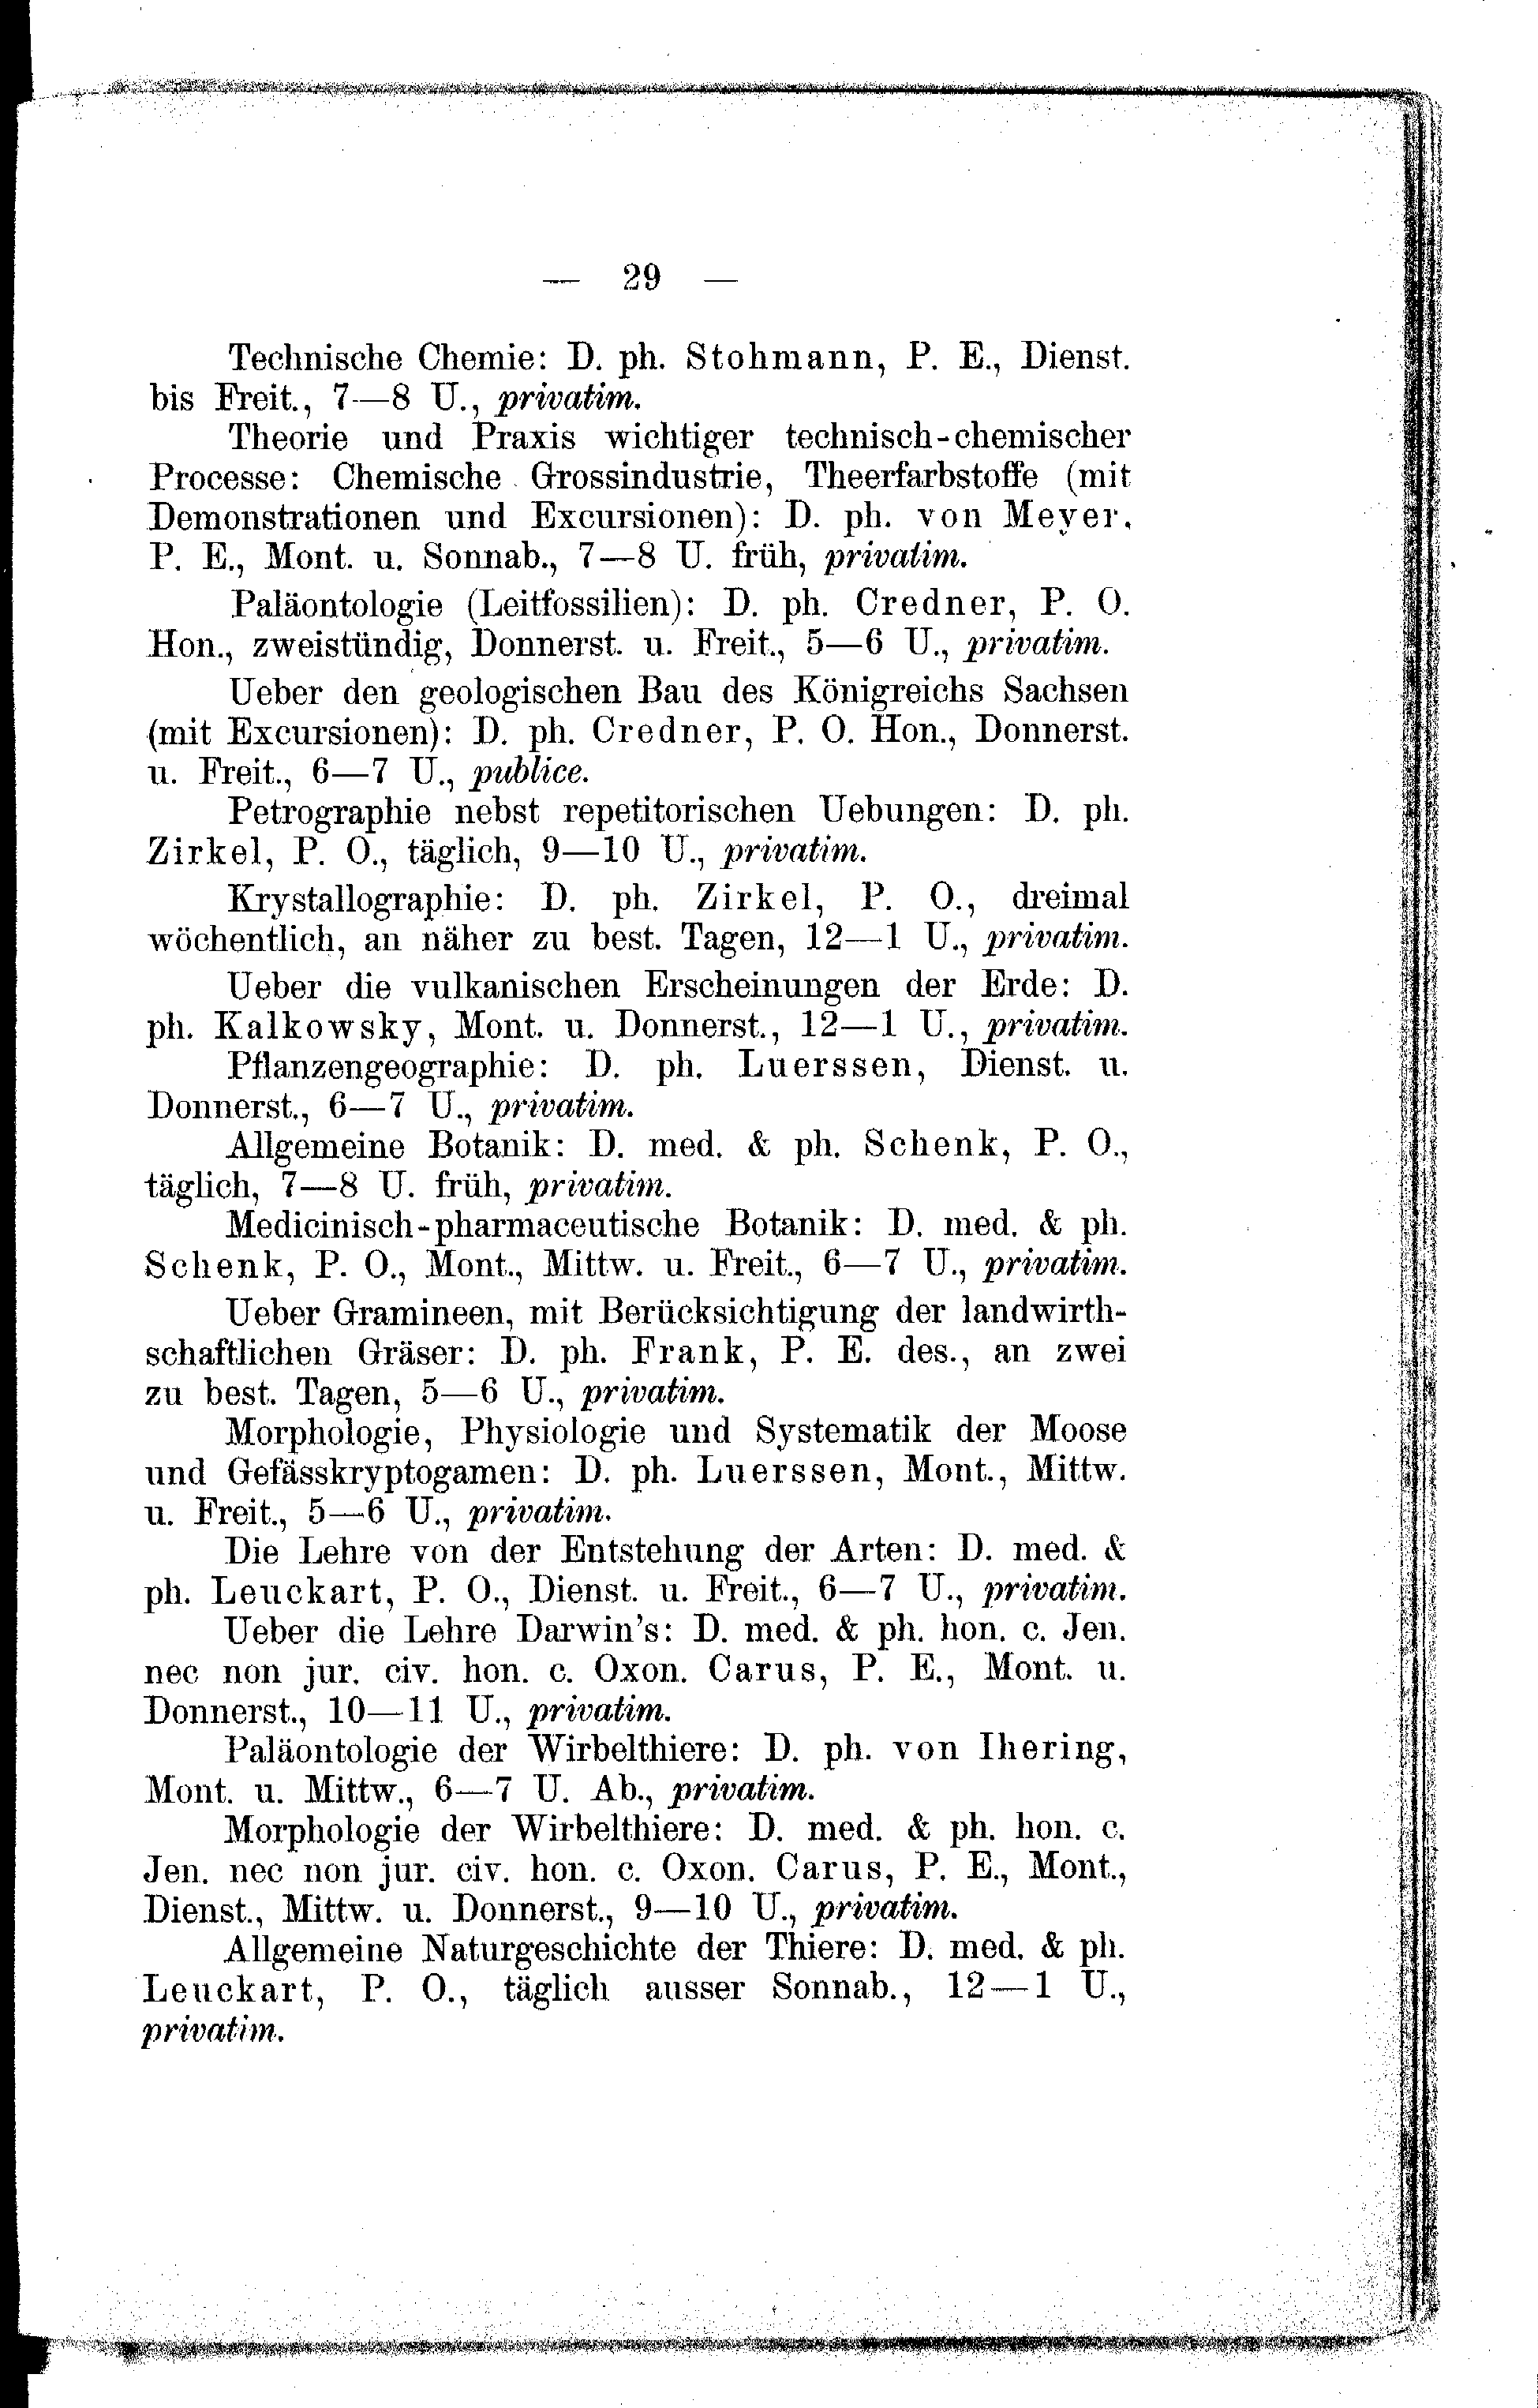 — 29 —
Technische Chemie: D. ph. Stohmann, P. E., Dienst.
bis Freit., 7—8 U., privatim.
Theorie und Praxis wichtiger technisch-chemischer
Processe: Chemische Grossindustrie, Theerfarbstoffe (mit
Demonstrationen und Excursionen): D. ph. von Meyer,
P. E., Mont. u. Sonnab., 7—8 U. früh, privatim.
Paläontologie (Leitfossilien): D. ph. Credner, P. O.
Hon., zweistündig, Donnerst. u. Freit., 5—6 U., privatim.
Ueber den geologischen Bau des Königreichs Sachsen
(mit Excursionen): D. ph. Credner, P. O. Hon., Donnerst.
u. Freit., 6—7 U., publice.
Petrographie nebst repetitorischen Uebungen: D. ph.
Zirkel, P. O., täglich, 9—10 U., privatim.
Krystallographie: D. ph. Zirkel, P. O., dreimal
wöchentlich, an näher zu best. Tagen, 12—1 U., privatim.
Ueber die vulkanischen Erscheinungen der Erde: D.
ph. Kalkowsky, Mont. u. Donnerst., 12—1 U., privatim.
Pflanzengeographie: D. ph. Luerssen, Dienst. u.
Donnerst., 6—7 U., privatim.
Allgemeine Botanik: D. med. & ph. Schenk, P. O.,
täglich, 7—8 U. früh, privatim.
Medicinisch-pharmaceutische Botanik: D. med. & ph.
Schenk, P. O., Mont., Mittw. u. Freit., 6—7 U., privatim.
Ueber Gramineen, mit Berücksichtigung der landwirth-
schaftlichen Gräser: D. ph. Frank, P. E. des., an zwei
zu best. Tagen, 5—6 U., privatim.
Morphologie, Physiologie und Systematik der Moose
und Gefässkryptogamen: D. ph. Luerssen, Mont., Mittw.
u. Freit., 5—6 U., privatim.
Die Lehre von der Entstehung der Arten: D. med. &
ph. Leuckart, P. O., Dienst. u. Freit., 6—7 U., privatim.
Ueber die Lehre Darwin's: D. med. & ph. hon. c. Jen.
nec non jur. civ. hon. c. Oxon. Carus, P. E., Mont. u.
Donnerst., 10—11 U., privatim.
Paläontologie der Wirbelthiere: D. ph. von Ihering,
Mont. u. Mittw., 6—7 U. Ab., privatim.
Morphologie der Wirbelthiere: D. med. & ph. hon. c.
Jen. nec non jur. civ. hon. c. Oxon. Carus, P. E., Mont.,
Dienst., Mittw. u. Donnerst., 9—10 U., privatim.
Allgemeine Naturgeschichte der Thiere: D. med. & ph.
Leuckart, P. O., täglich ausser Sonnab., 12—1 U.,
privatim.